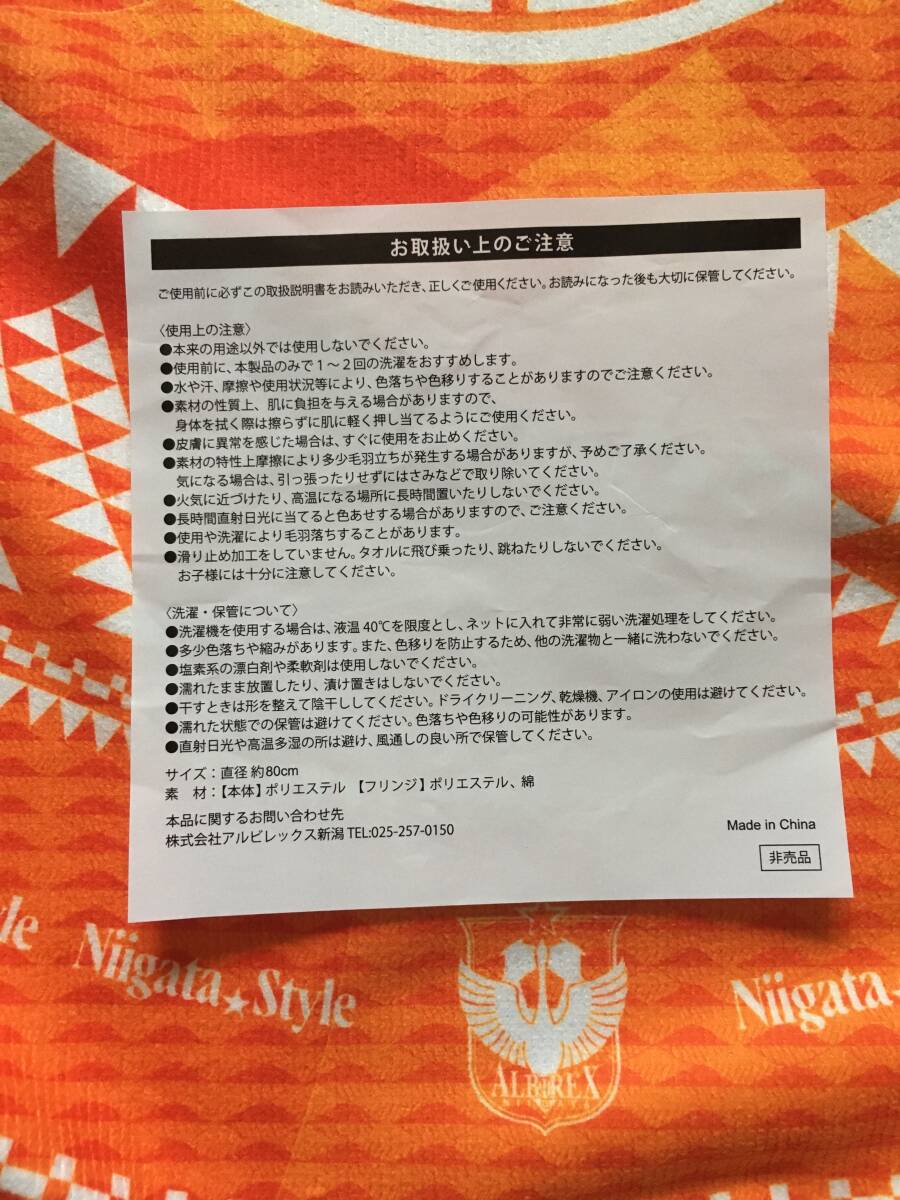 お取扱い上のご注意
ご使用前に必ずこの取扱説明書をお読みいただき、正しくご使用ください。お読みになった後も大切に保管してください。
〈使用上の注意〉
●本来の用途以外では使用しないでください。
●使用前に、本製品のみで1～2回の洗濯をおすすめします。
●水や汗、摩擦や使用状況等により、色落ちや色移りすることがありますのでご注意ください。
●素材の性質上、肌に負担を与える場合がありますので、
身体を拭く際は擦らずに肌に軽く押し当てるようにご使用ください。
●皮膚に異常を感じた場合は、すぐに使用をお止めください。
●素材の特性上摩擦により多少毛羽立ちが発生する場合がありますが、予めご了承ください。
気になる場合は、引っ張ったりせずにはさみなどで取り除いてください。
●火気に近づけたり、高温になる場所に長時間置いたりしないでください。
●長時間直射日光に当てると色あせする場合がありますので、ご注意ください。
●使用や洗濯により毛羽落ちすることがあります。
●滑り止め加工をしていません。タオルに飛び乗ったり、跳ねたりしないでください。
お子様には十分に注意してください。
〈洗濯・保管について〉
●洗濯機を使用する場合は、液温40℃を限度とし、ネットに入れて非常に弱い洗濯処理をしてください。
●多少色落ちや縮みがあります。また、色移りを防止するため、他の洗濯物と一緒に洗わないでください。
●塩素系の漂白剤や柔軟剤は使用しないでください。
●濡れたまま放置したり、漬け置きはしないでください。
●干すときは形を整えて陰干ししてください。ドライクリーニング、乾燥機、アイロンの使用は避けてください。
●濡れた状態での保管は避けてください。色落ちや色移りの可能性があります。
●直射日光や高温多湿の所は避け、風通しの良い所で保管してください。
サイズ：直径 約80cm
素　材：【本体】ポリエステル 【フリンジ】ポリエステル、綿
本品に関するお問い合わせ先
株式会社アルビレックス新潟 TEL:025-257-0150
Made in China
非売品
le
Niigata★Style
Niigata★
ALBIREX
NIIGATA